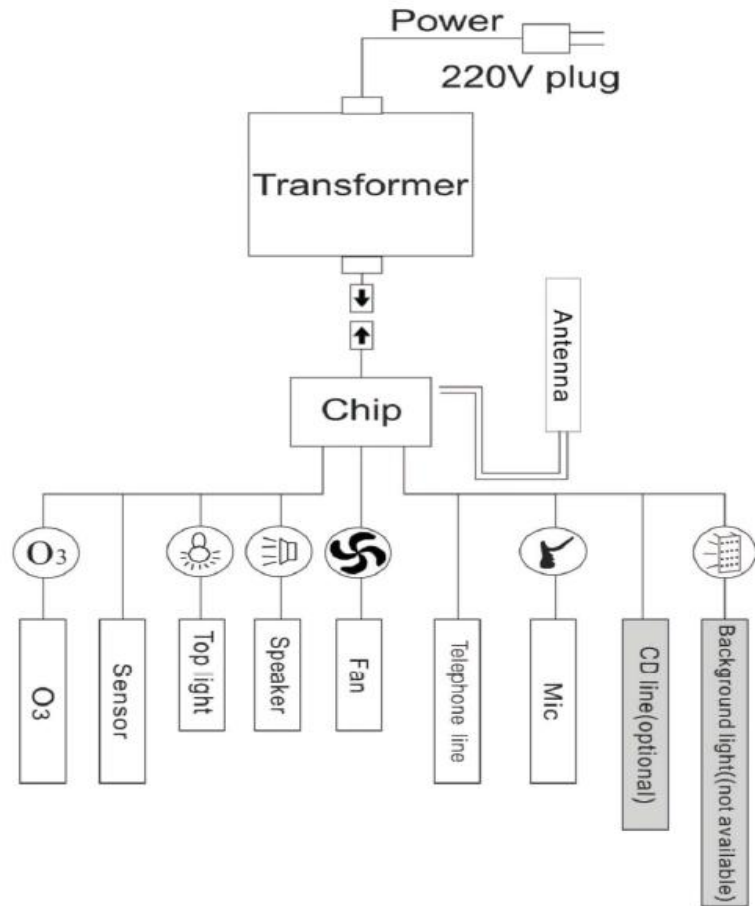 Power
220V plug
Transformer
Antenna
Chip
O3
O3
Sensor
Top light
Speaker
Fan
Telephone line
Mic
CD line(optional)
Background light((not available)